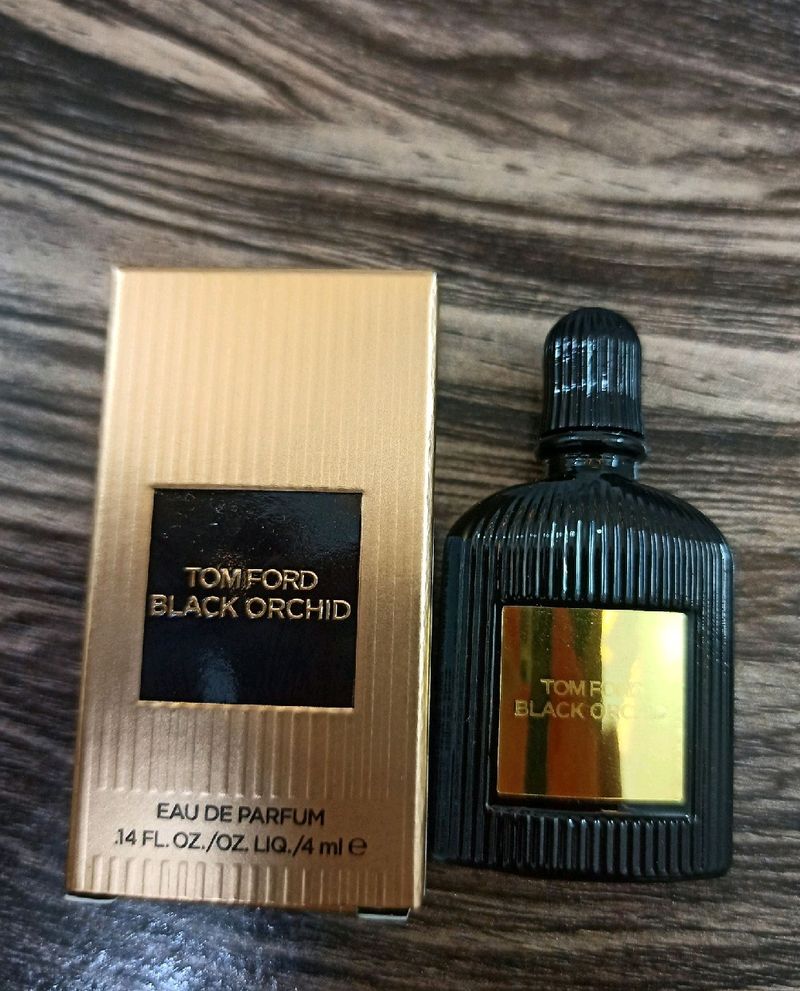 TOM FORD
BLACK ORCHID
EAU DE PARFUM
.14 FL. OZ./OZ. LIQ./4 ml ℮
TOM FORD
BLACK ORCHID